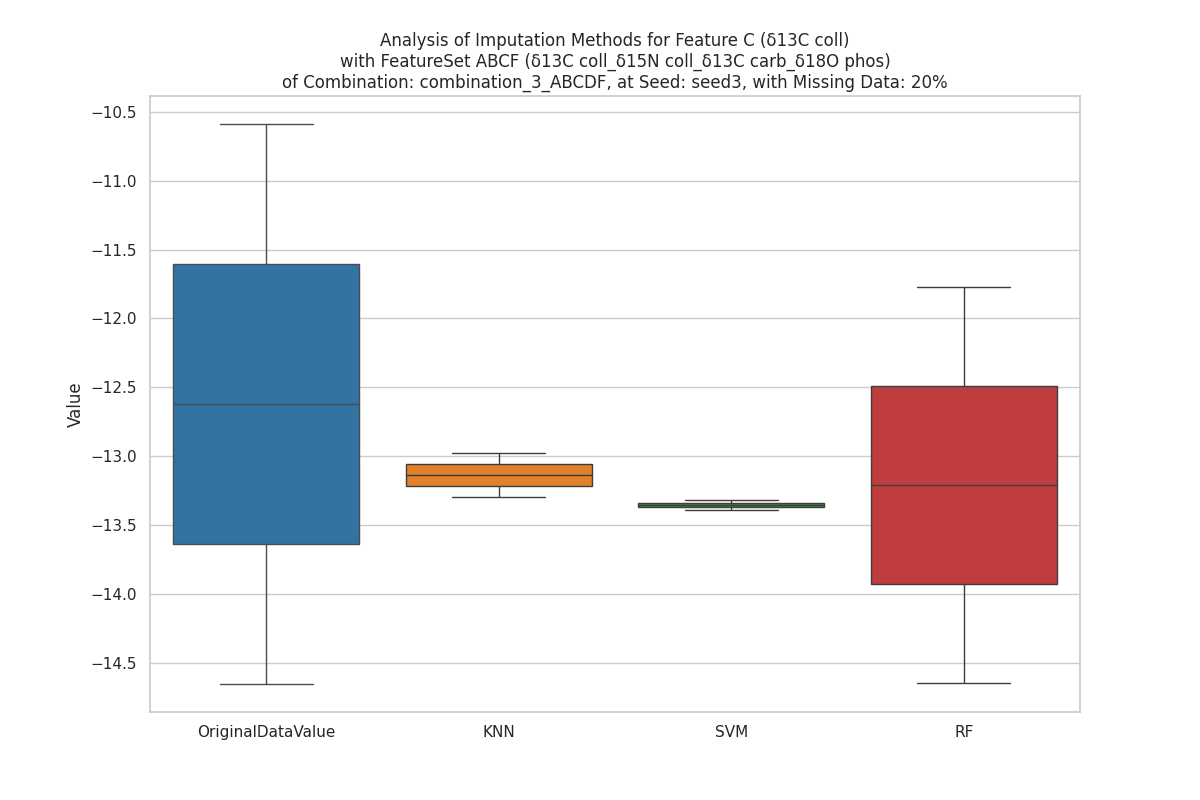 Analysis of Imputation Methods for Feature C (δ13C coll)
with FeatureSet ABCF (δ13C coll_δ15N coll_δ13C carb_δ18O phos)
of Combination: combination_3_ABCDF, at Seed: seed3, with Missing Data: 20%
−10.5
−11.0
−11.5
−12.0
−12.5
−13.0
−13.5
−14.0
−14.5
Value
OriginalDataValue
KNN
SVM
RF